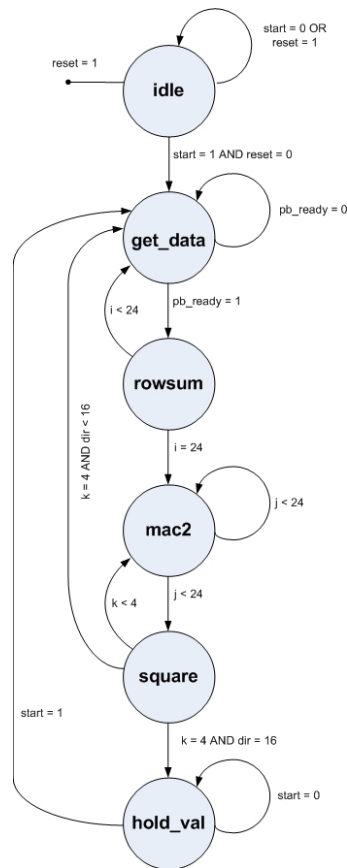 start = 0 OR
reset = 1
reset = 1
idle
start = 1 AND reset = 0
get_data
pb_ready = 0
i < 24
pb_ready = 1
rowsum
k = 4 AND dir < 16
i = 24
mac2
j < 24
k < 4
j < 24
square
start = 1
k = 4 AND dir = 16
start = 0
hold_val